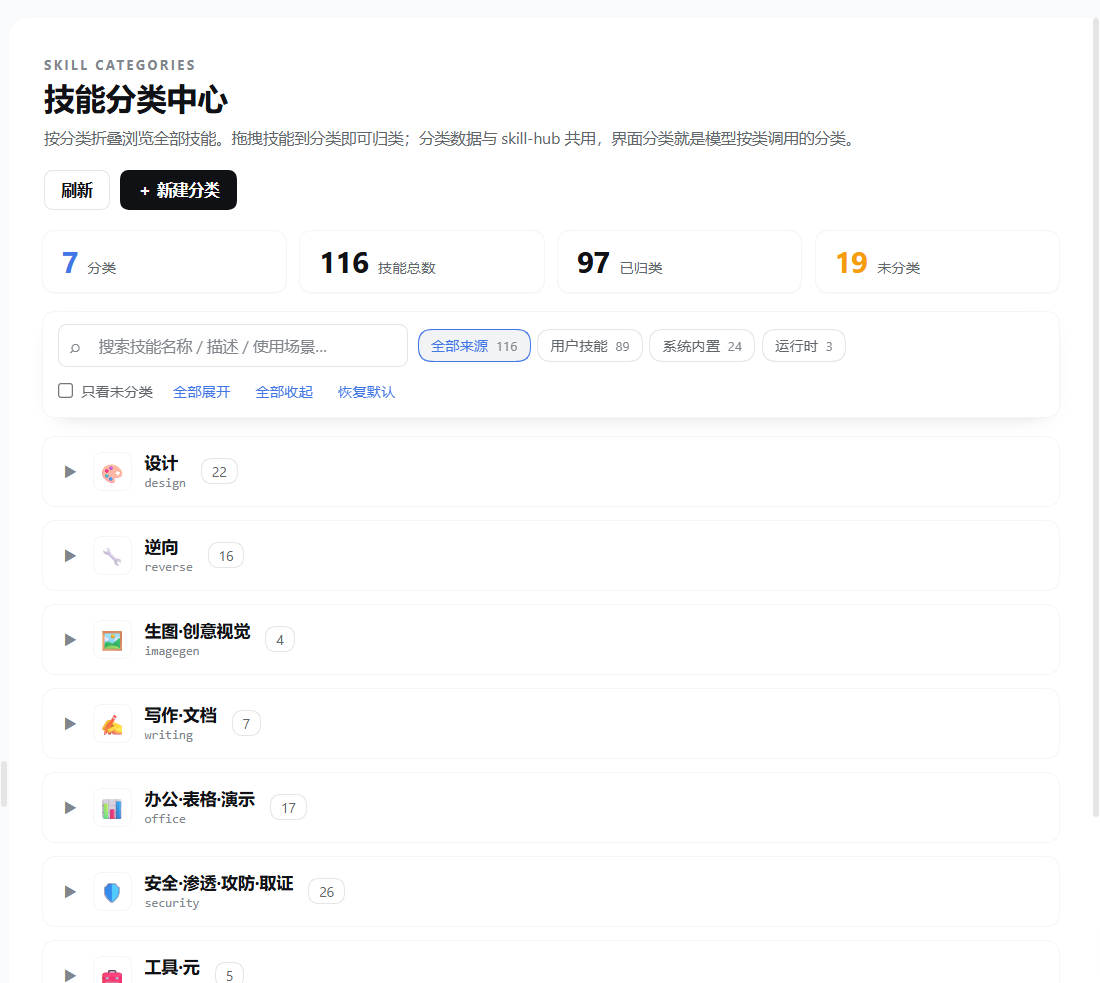 SKILL CATEGORIES
技能分类中心
按分类折叠浏览全部技能。拖拽技能到分类即可归类；分类数据与 skill-hub 共用，界面分类就是模型按类调用的分类。
刷新 + 新建分类
7 分类 116 技能总数 97 已归类 19 未分类
搜索技能名称 / 描述 / 使用场景... 全部来源 116 用户技能 89 系统内置 24 运行时 3
只看未分类 全部展开 全部收起 恢复默认
设计 22
design
逆向 16
reverse
生图·创意视觉 4
imagegen
写作·文档 7
writing
办公·表格·演示 17
office
安全·渗透·攻防·取证 26
security
工具·元 5